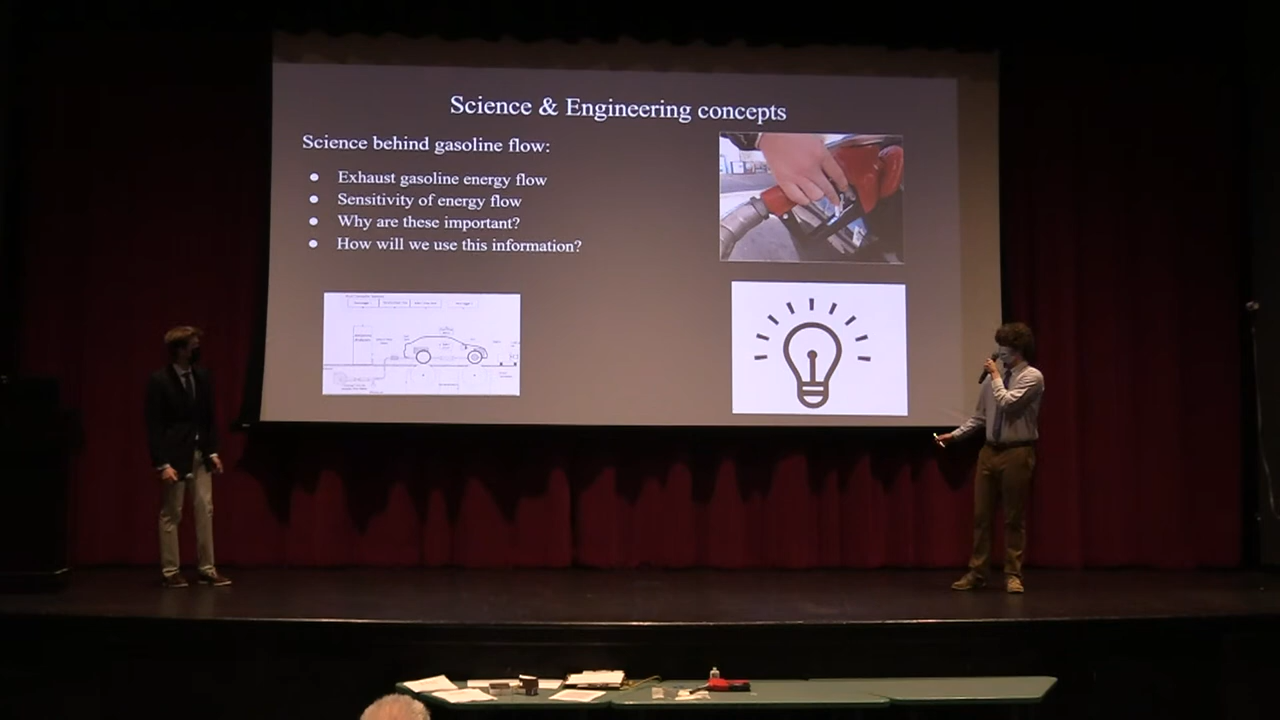 Science & Engineering concepts
Science behind gasoline flow:
● Exhaust gasoline energy flow
● Sensitivity of energy flow
● Why are these important?
● How will we use this information?